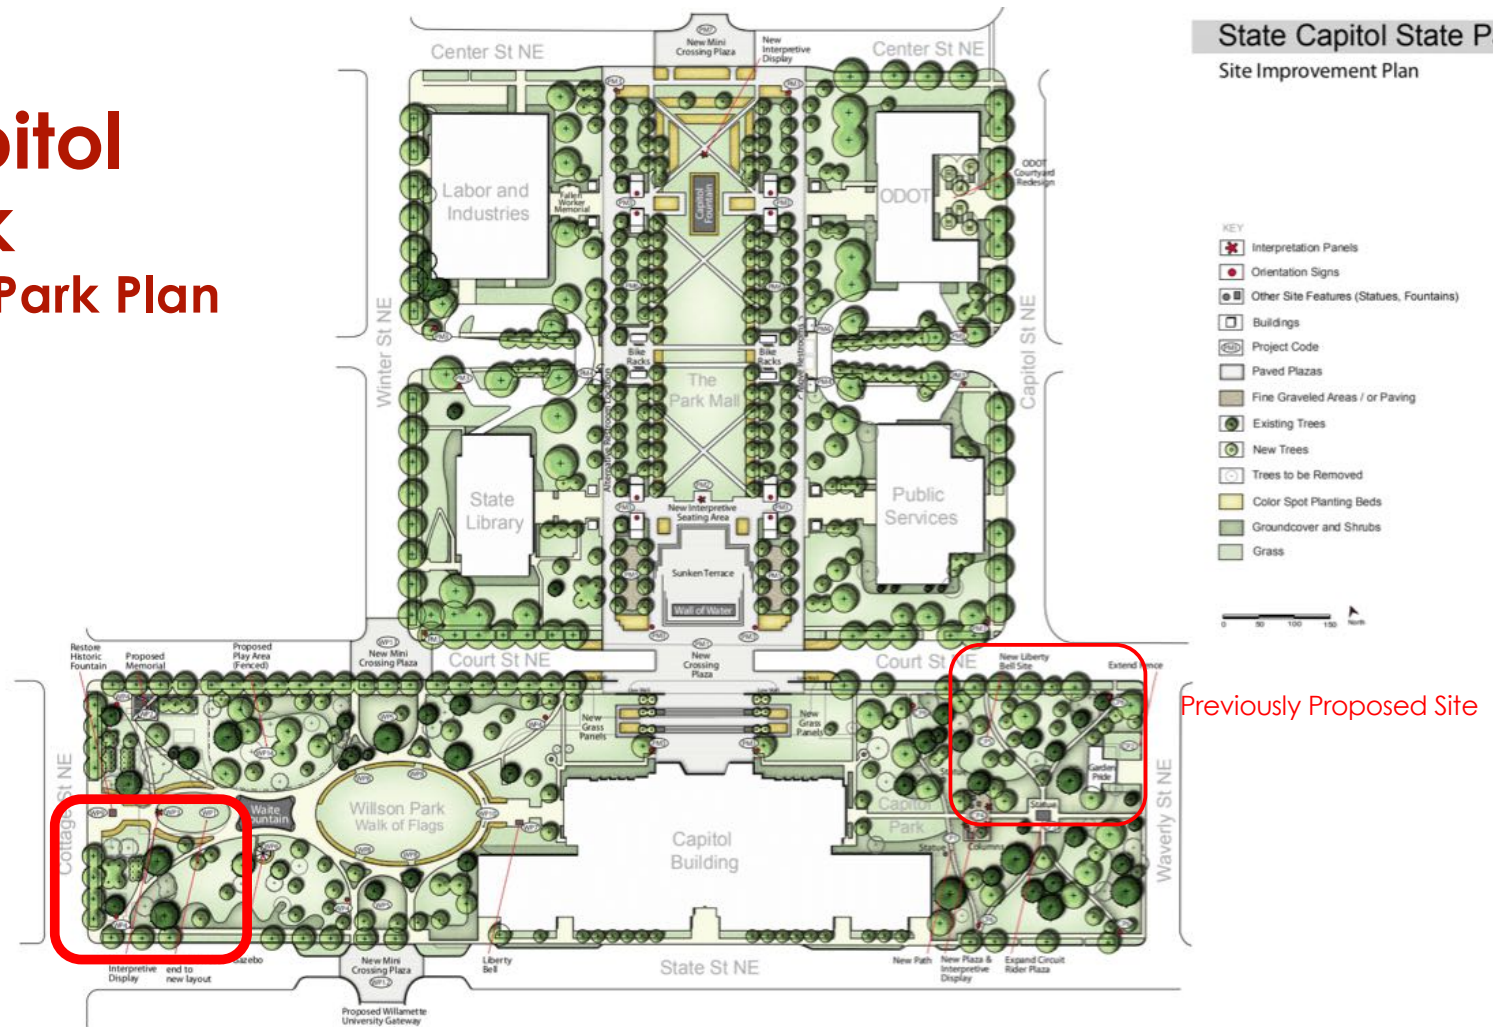 State Capitol State P
Site Improvement Plan
pitol
k
Park Plan
Center St NE
New Mini
Crossing Plaza
New
Interpretive
Display
Center St NE
Labor and
Industries
Fallen
Worker
Memorial
Capitol
Fountain
ODOT
ODOT
Courtyard
Redesign
Winter St NE
Capitol St NE
Bike
Racks
Bike
Racks
The
Park Mall
Alternative Restroom Location
State
Library
Public
Services
New Interpretive
Seating Area
Sunken Terrace
Wall of Water
KEY
Interpretation Panels
Orientation Signs
Other Site Features (Statues, Fountains)
Buildings
Project Code
Paved Plazas
Fine Graveled Areas / or Paving
Existing Trees
New Trees
Trees to be Removed
Color Spot Planting Beds
Groundcover and Shrubs
Grass
0 50 100 150
North
Restore
Historic
Fountain
Proposed
Memorial
Proposed
Play Area
(Fenced)
New Mini
Crossing Plaza
Court St NE
New
Crossing
Plaza
Court St NE
New Liberty
Bell Site
Extend Fence
Previously Proposed Site
New
Grass
Panels
New
Grass
Panels
Cottage St NE
Waite
Fountain
Willson Park
Walk of Flags
Capitol
Building
Capitol
Park
Statue
Statue
Columns
Statue
Garden
Pride
Waverly St NE
Interpretive
Display
end to
new layout
Gazebo
New Mini
Crossing Plaza
Liberty
Bell
State St NE
New Path
New Plaza &
Interpretive
Display
Expand Circuit
Rider Plaza
Proposed Willamette
University Gateway